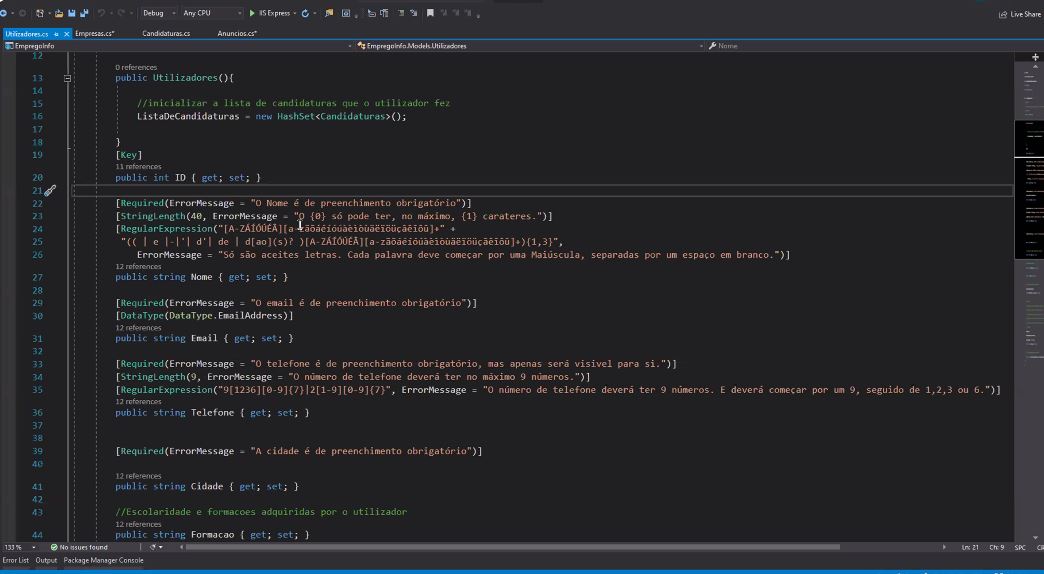 Debug Any CPU IIS Express Live Share
Utilizadores.cs Empresas.cs* Candidaturas.cs Anuncios.cs*
EmpregoInfo EmpregoInfo.Models.Utilizadores Nome
12
0 references
13 public Utilizadores(){
14
15 //inicializar a lista de candidaturas que o utilizador fez
16 ListaDeCandidaturas = new HashSet<Candidaturas>();
17
18 }
19 [Key]
11 references
20 public int ID { get; set; }
21
22 [Required(ErrorMessage = "O Nome é de preenchimento obrigatório")]
23 [StringLength(40, ErrorMessage = "O {0} só pode ter, no máximo, {1} carateres.")]
24 [RegularExpression("[A-ZÁÍÓÚÉÂ][a-zãõáéíóúàèìòùäëïöüçâêîôû]+" +
25 "(( | e |-|'| d'| de | d[ao](s)? )[A-ZÁÍÓÚÉÂ][a-zãõáéíóúàèìòùäëïöüçâêîôû]+){1,3}",
26 ErrorMessage = "Só são aceites letras. Cada palavra deve começar por uma Maiúscula, separadas por um espaço em branco.")]
12 references
27 public string Nome { get; set; }
28
29 [Required(ErrorMessage = "O email é de preenchimento obrigatório")]
30 [DataType(DataType.EmailAddress)]
12 references
31 public string Email { get; set; }
32
33 [Required(ErrorMessage = "O telefone é de preenchimento obrigatório, mas apenas será visivel para si.")]
34 [StringLength(9, ErrorMessage = "O número de telefone deverá ter no máximo 9 números.")]
35 [RegularExpression("9[1236][0-9]{7}|2[1-9][0-9]{7}", ErrorMessage = "O número de telefone deverá ter 9 números. E deverá começar por um 9, seguido de 1,2,3 ou 6.")]
12 references
36 public string Telefone { get; set; }
37
38
39 [Required(ErrorMessage = "A cidade é de preenchimento obrigatório")]
40
12 references
41 public string Cidade { get; set; }
42
43 //Escolaridade e formacoes adquiridas por o utilizador
12 references
44 public string Formacao { get; set; }
133 % No issues found Ln: 21 Ch: 9 SPC
Error List Output Package Manager Console